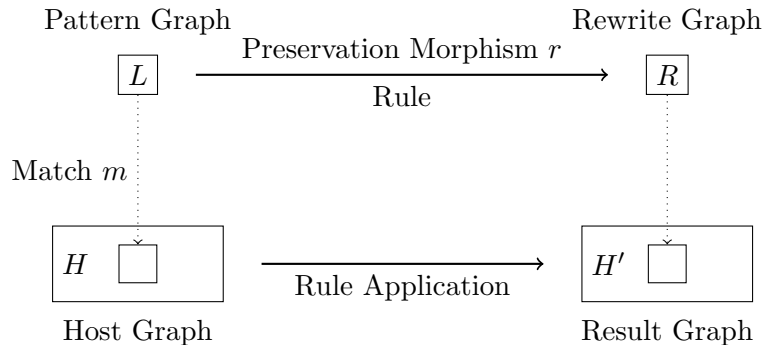 Pattern Graph
Rewrite Graph
Preservation Morphism r
L
R
Rule
Match m
H
H′
Rule Application
Host Graph
Result Graph